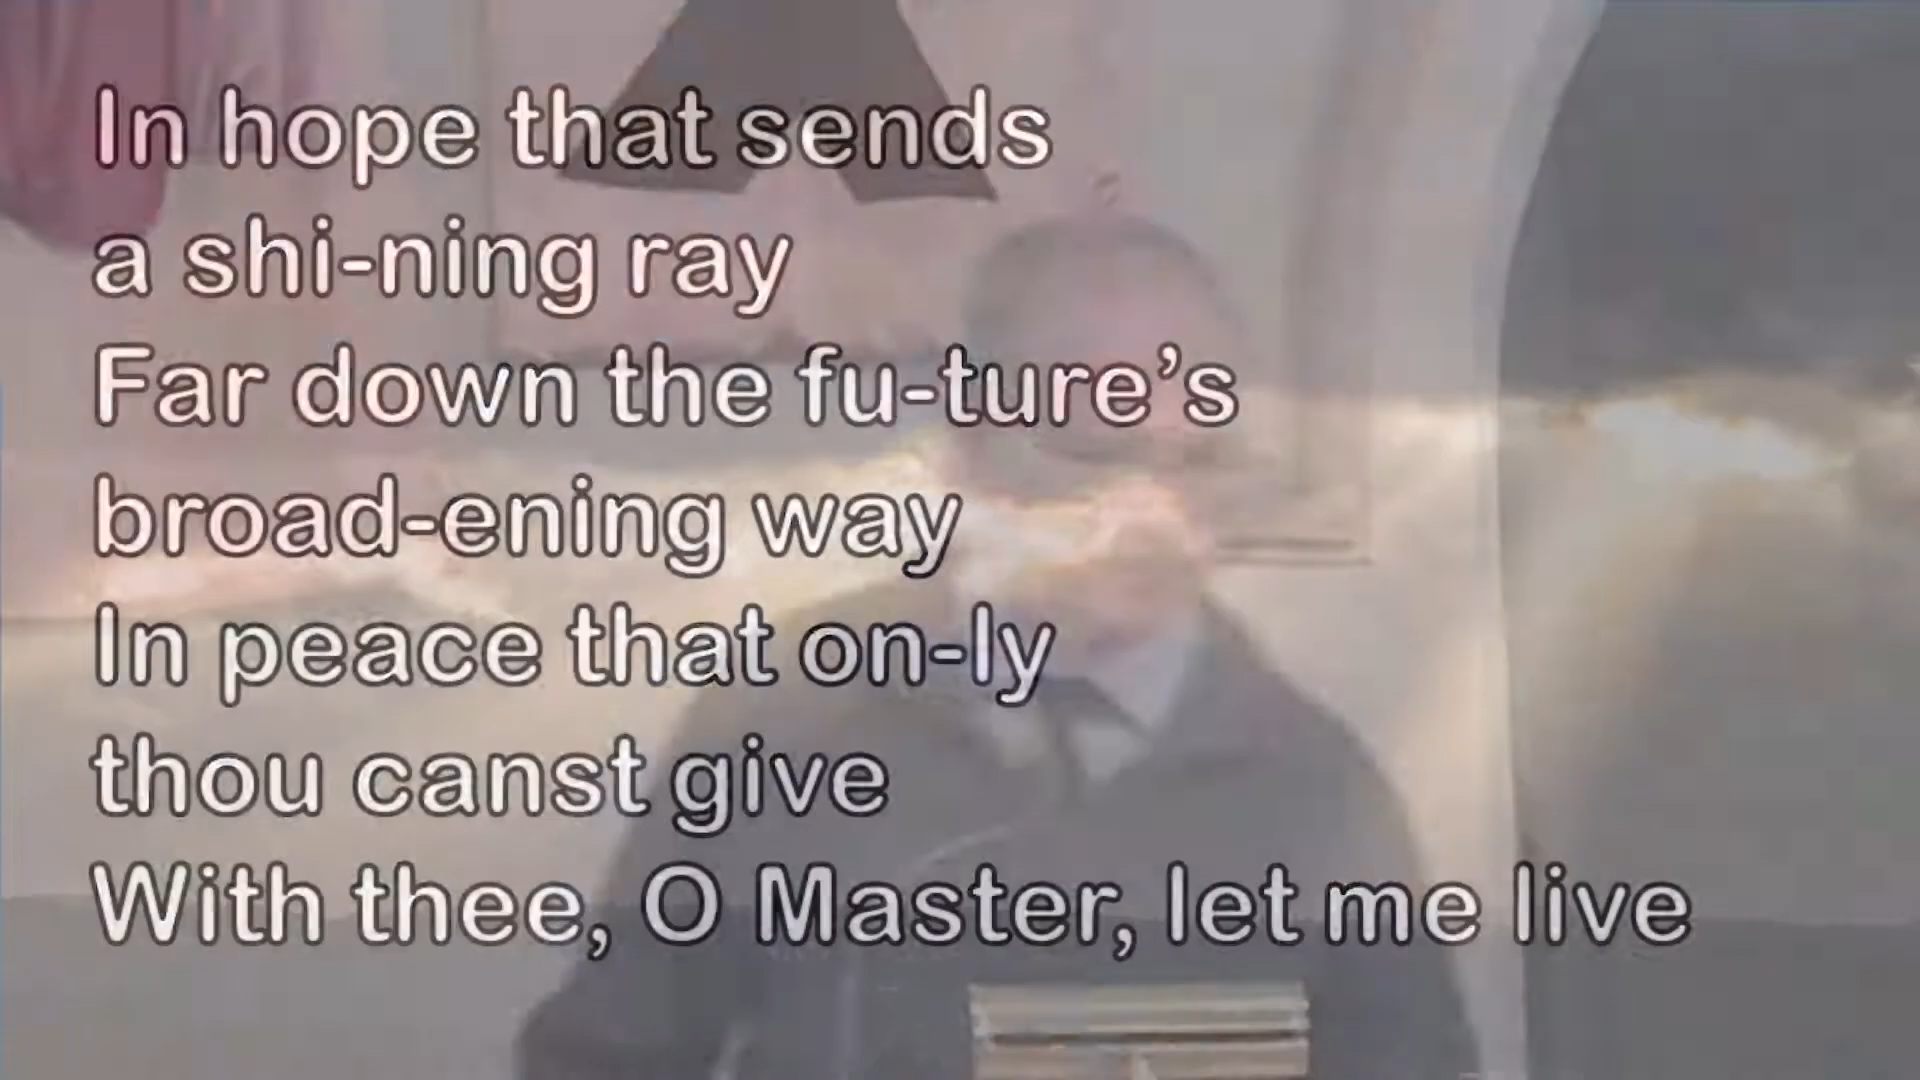 In hope that sends
a shi-ning ray
Far down the fu-ture’s
broad-ening way
In peace that on-ly
thou canst give
With thee, O Master, let me live